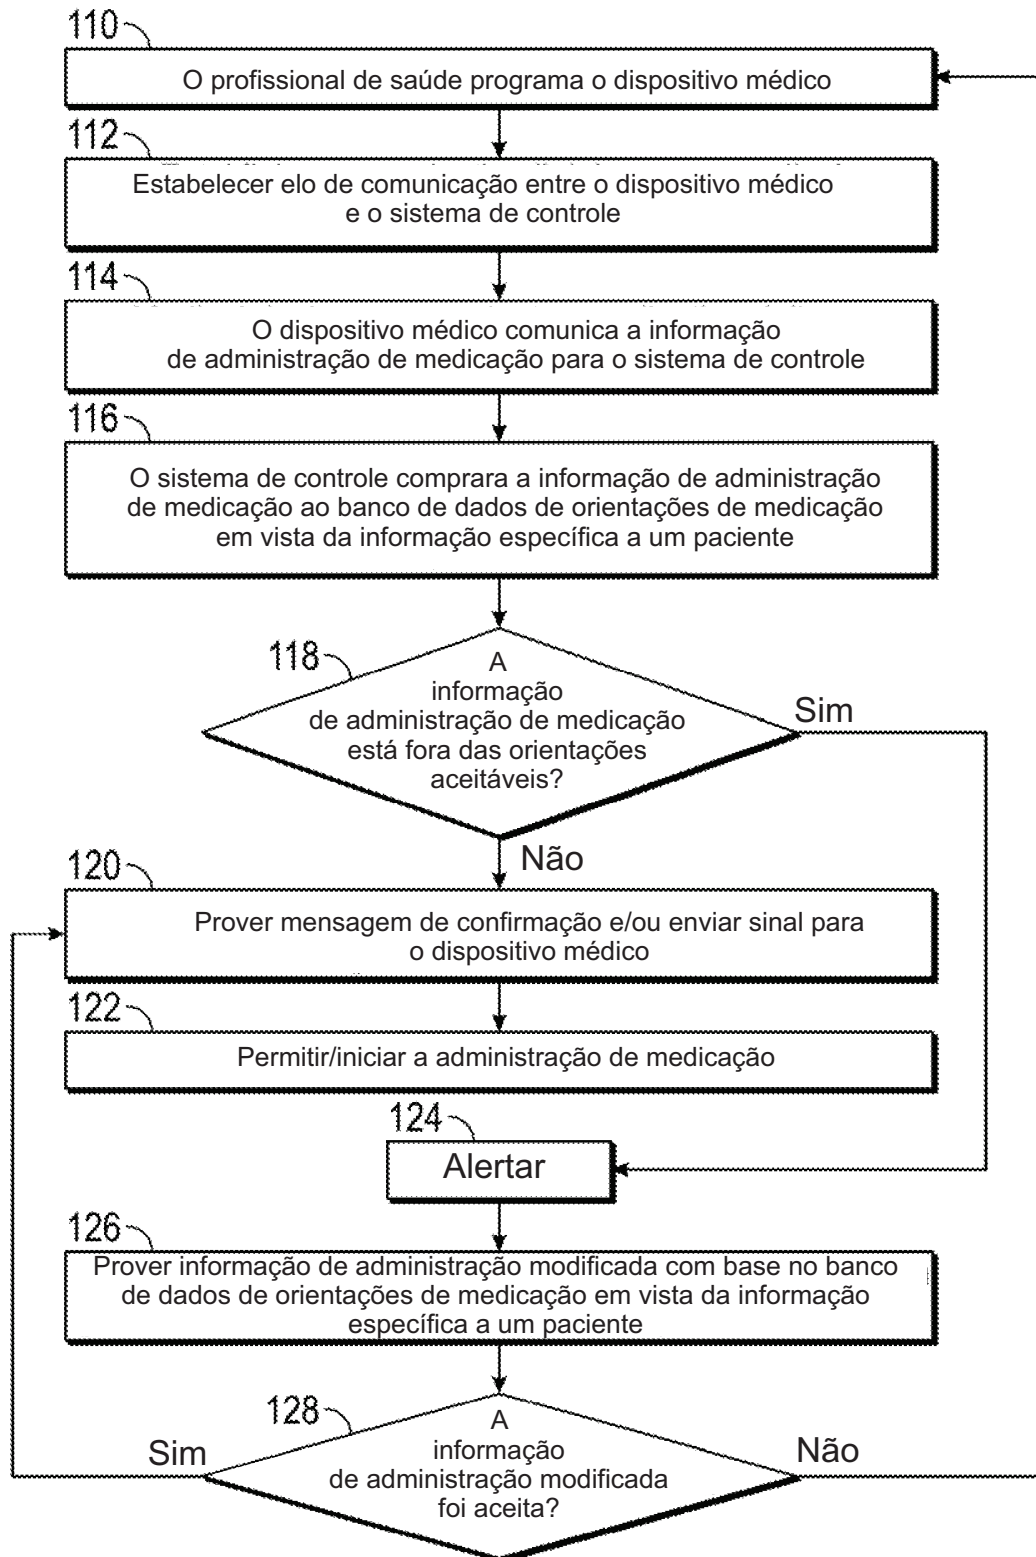 110
O profissional de saúde programa o dispositivo médico
112
Estabelecer elo de comunicação entre o dispositivo médico
e o sistema de controle
114
O dispositivo médico comunica a informação
de administração de medicação para o sistema de controle
116
O sistema de controle comprara a informação de administração
de medicação ao banco de dados de orientações de medicação
em vista da informação específica a um paciente
118
A
informação
de administração de medicação
está fora das orientações
aceitáveis?
Sim
Não
120
Prover mensagem de confirmação e/ou enviar sinal para
o dispositivo médico
122
Permitir/iniciar a administração de medicação
124
Alertar
126
Prover informação de administração modificada com base no banco
de dados de orientações de medicação em vista da informação
específica a um paciente
128
A
informação
de administração modificada
foi aceita?
Sim
Não